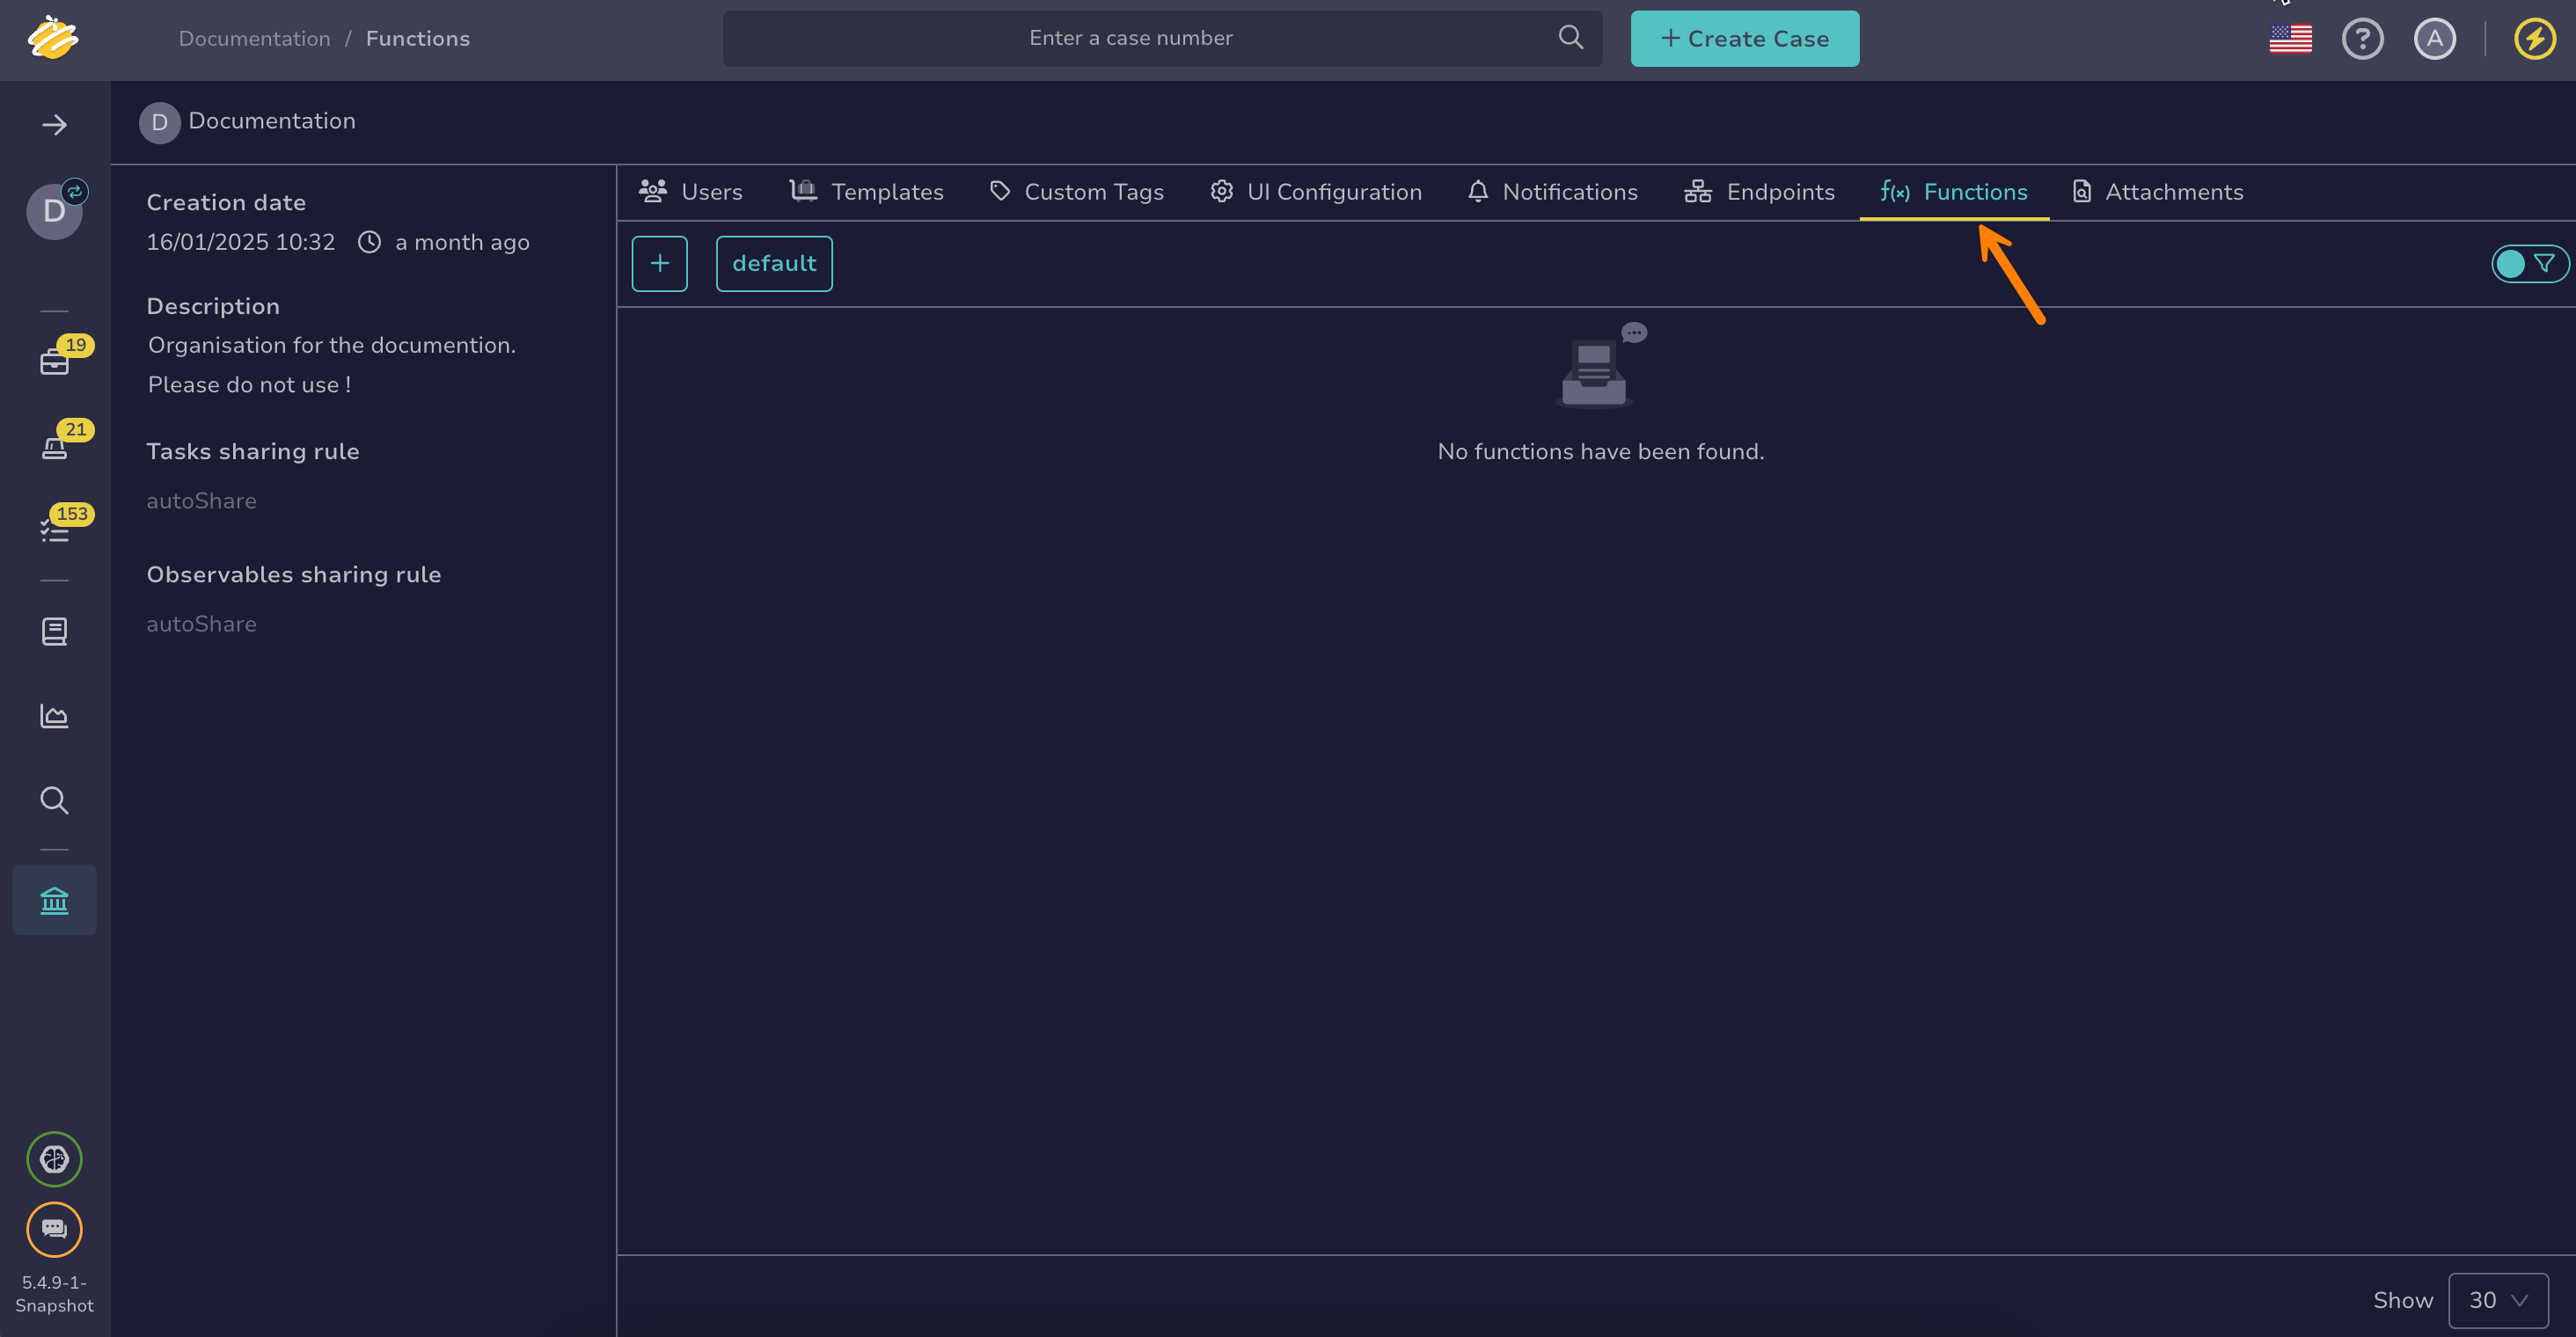 Documentation / Functions
Enter a case number
+ Create Case
? A
D Documentation
D
Creation date
16/01/2025 10:32 a month ago
Description
Organisation for the documention.
Please do not use !
Tasks sharing rule
autoShare
Observables sharing rule
autoShare
Users Templates Custom Tags UI Configuration Notifications Endpoints f(x) Functions Attachments
+ default
No functions have been found.
19
21
153
5.4.9-1-
Snapshot
Show 30